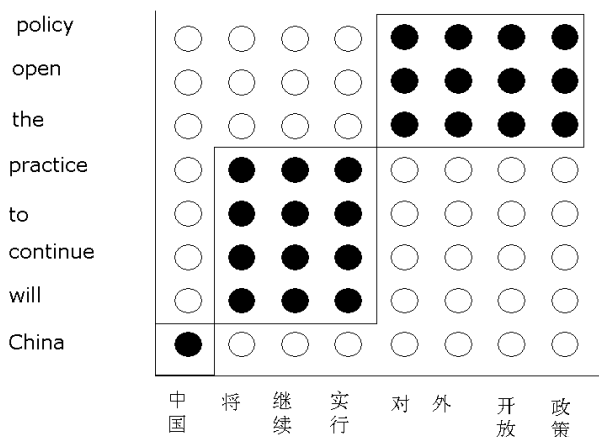 policy
open
the
practice
to
continue
will
China
中国 将 继续 实行 对 外 开放 政策